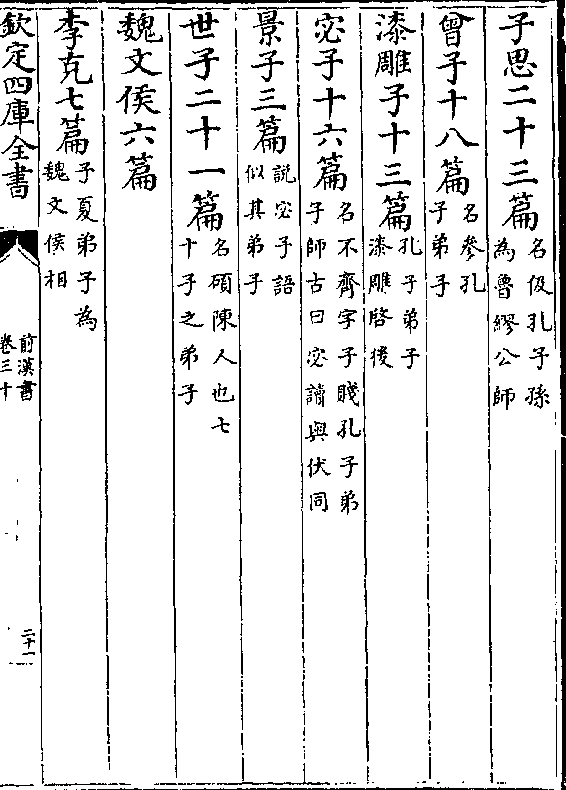 子思二十三篇名伋孔子孫為魯繆公師
曾子十八篇名參孔子弟子
漆雕子十三篇孔子弟子漆雕啓後
宓子十六篇名不齊字子賤孔子弟子師古曰宓讀與伏同
景子三篇説宓子語似其弟子
世子二十一篇名碩陳人也七十子之弟子
魏文侯六篇
李克七篇子夏弟子為魏文侯相
欽定四庫全書
前漢書
卷三十
二十一